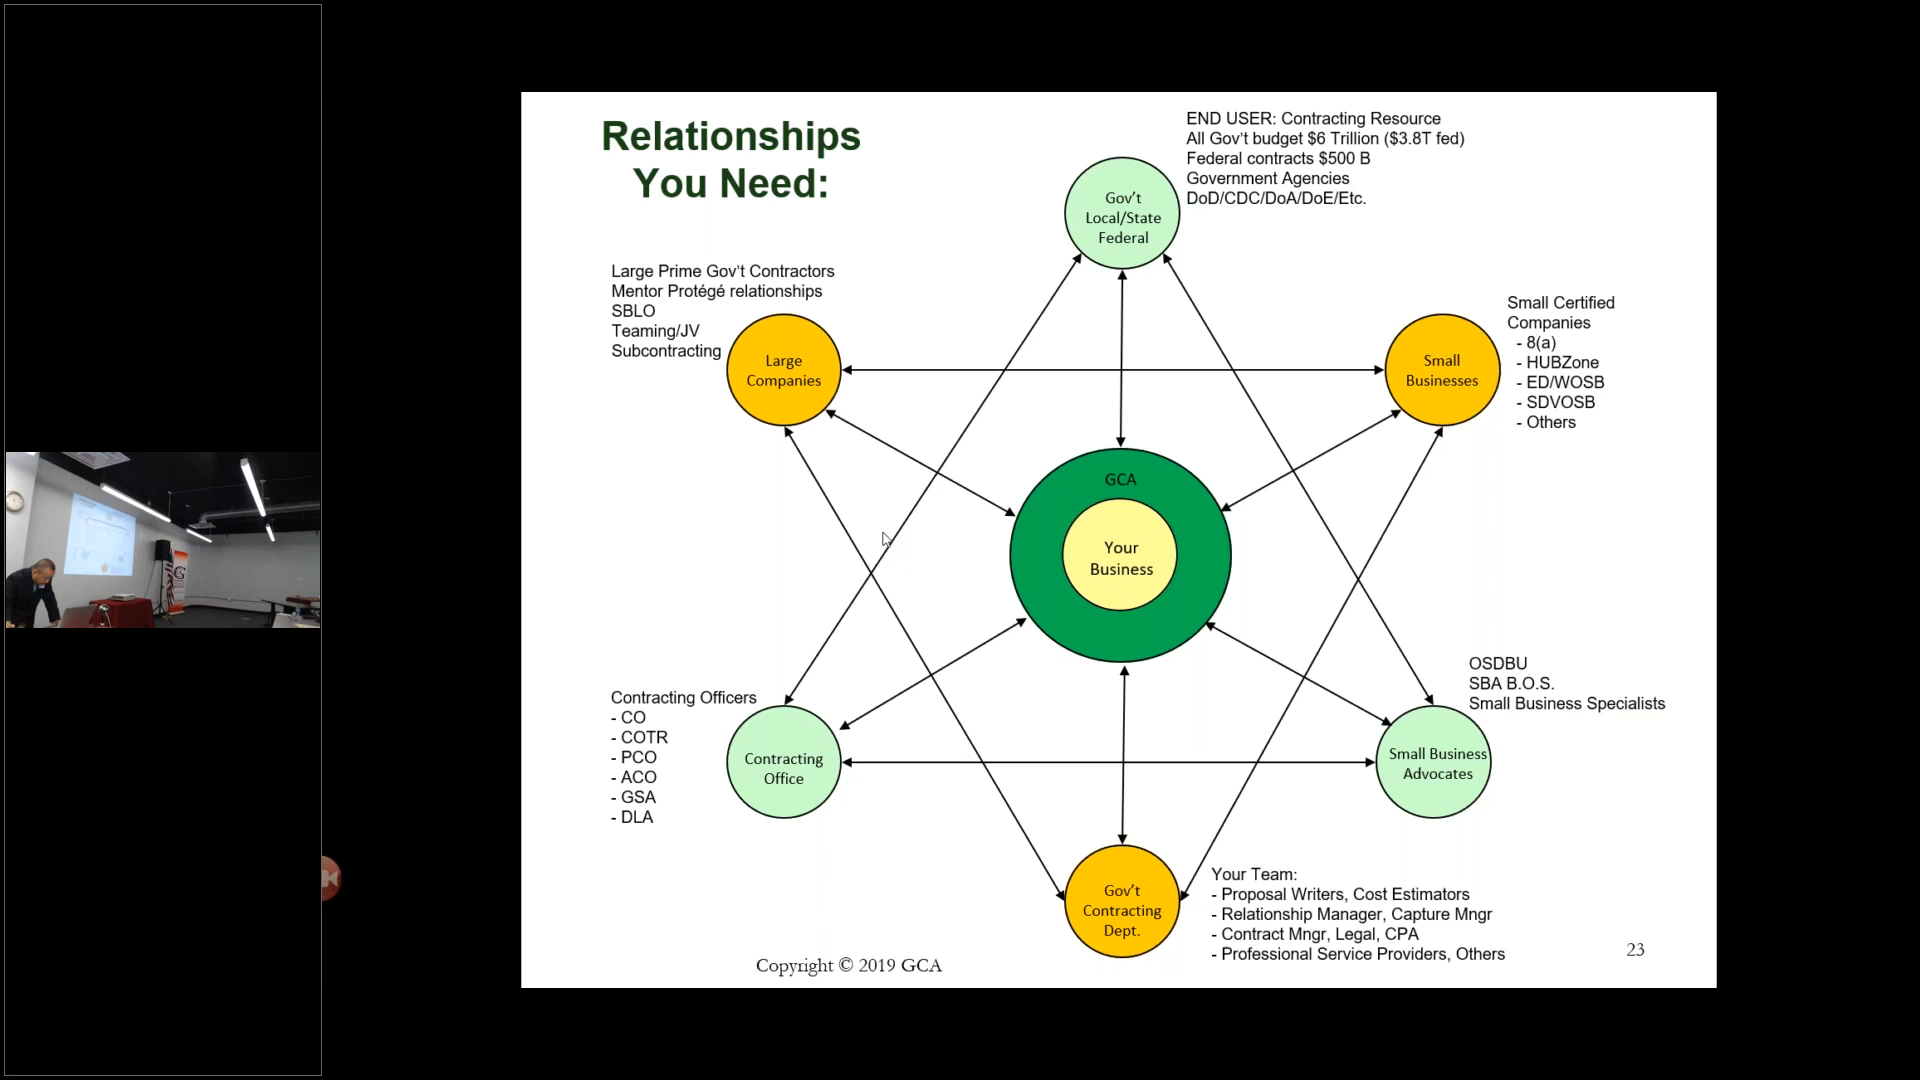 Relationships
You Need:
END USER: Contracting Resource
All Gov't budget $6 Trillion ($3.8T fed)
Federal contracts $500 B
Government Agencies
DoD/CDC/DoA/DoE/Etc.
Gov't
Local/State
Federal
Large Prime Gov't Contractors
Mentor Protégé relationships
SBLO
Teaming/JV
Subcontracting
Large
Companies
Small
Businesses
Small Certified
Companies
- 8(a)
- HUBZone
- ED/WOSB
- SDVOSB
- Others
GCA
Your
Business
Contracting Officers
- CO
- COTR
- PCO
- ACO
- GSA
- DLA
Contracting
Office
OSDBU
SBA B.O.S.
Small Business Specialists
Small Business
Advocates
Gov't
Contracting
Dept.
Your Team:
- Proposal Writers, Cost Estimators
- Relationship Manager, Capture Mngr
- Contract Mngr, Legal, CPA
- Professional Service Providers, Others
Copyright © 2019 GCA
23